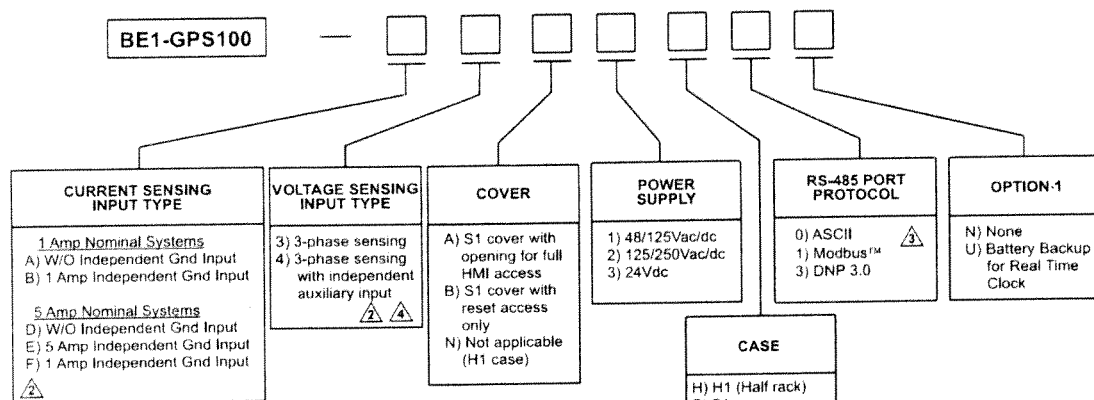 BE1-GPS100 —
CURRENT SENSING
INPUT TYPE
1 Amp Nominal Systems
A) W/O Independent Gnd Input
B) 1 Amp Independent Gnd Input
5 Amp Nominal Systems
D) W/O Independent Gnd Input
E) 5 Amp Independent Gnd Input
F) 1 Amp Independent Gnd Input
2
VOLTAGE SENSING
INPUT TYPE
3) 3-phase sensing
4) 3-phase sensing
with independent
auxiliary input
2 4
COVER
A) S1 cover with
opening for full
HMI access
B) S1 cover with
reset access
only
N) Not applicable
(H1 case)
POWER
SUPPLY
1) 48/125Vac/dc
2) 125/250Vac/dc
3) 24Vdc
CASE
H) H1 (Half rack)
RS-485 PORT
PROTOCOL
0) ASCII
3
1) Modbus™
3) DNP 3.0
OPTION-1
N) None
U) Battery Backup
for Real Time
Clock